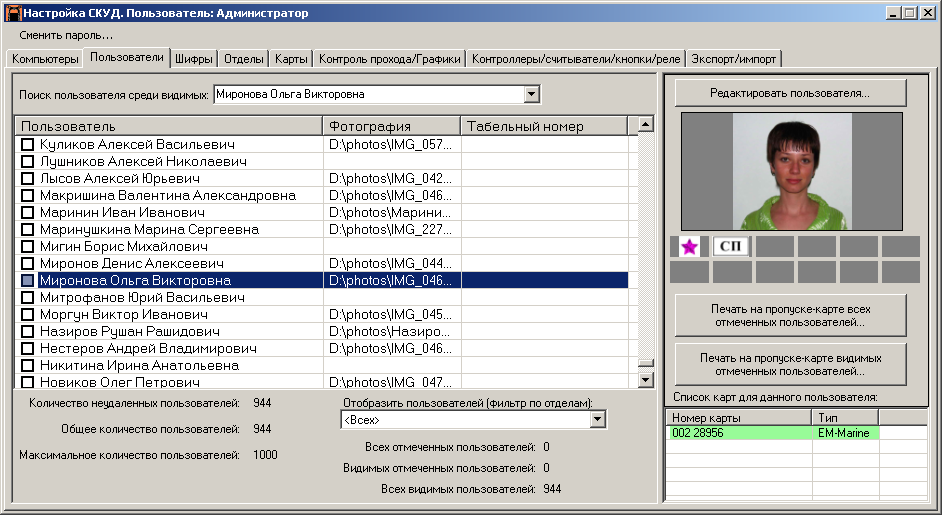 Настройка СКУД. Пользователь: Администратор
Сменить пароль...
Компьютеры Пользователи Шифры Отделы Карты Контроль прохода/Графики Контроллеры/считыватели/кнопки/реле Экспорт/импорт
Поиск пользователя среди видимых: Миронова Ольга Викторовна
Пользователь Фотография Табельный номер
Куликов Алексей Васильевич D:\photos\IMG_057...
Лушников Алексей Николаевич
Лысов Алексей Юрьевич D:\photos\IMG_042...
Макришина Валентина Александровна D:\photos\IMG_046...
Маринин Иван Иванович D:\photos\Марини...
Маринушкина Марина Сергеевна D:\photos\IMG_227...
Мигин Борис Михайлович
Миронов Денис Алексеевич D:\photos\IMG_044...
Миронова Ольга Викторовна D:\photos\IMG_046...
Митрофанов Юрий Васильевич
Моргун Виктор Иванович D:\photos\IMG_045...
Назиров Рушан Рашидович D:\photos\Назиро...
Нестеров Андрей Владимирович D:\photos\IMG_046...
Никитина Ирина Анатольевна
Новиков Олег Петрович D:\photos\IMG_047...
Количество неудаленных пользователей: 944
Общее количество пользователей: 944
Максимальное количество пользователей: 1000
Отобразить пользователей (фильтр по отделам):
<Всех>
Всех отмеченных пользователей: 0
Видимых отмеченных пользователей: 0
Всех видимых пользователей: 944
Редактировать пользователя...
СП
Печать на пропуске-карте всех
отмеченных пользователей...
Печать на пропуске-карте видимых
отмеченных пользователей...
Список карт для данного пользователя:
Номер карты Тип
002 28956 EM-Marine